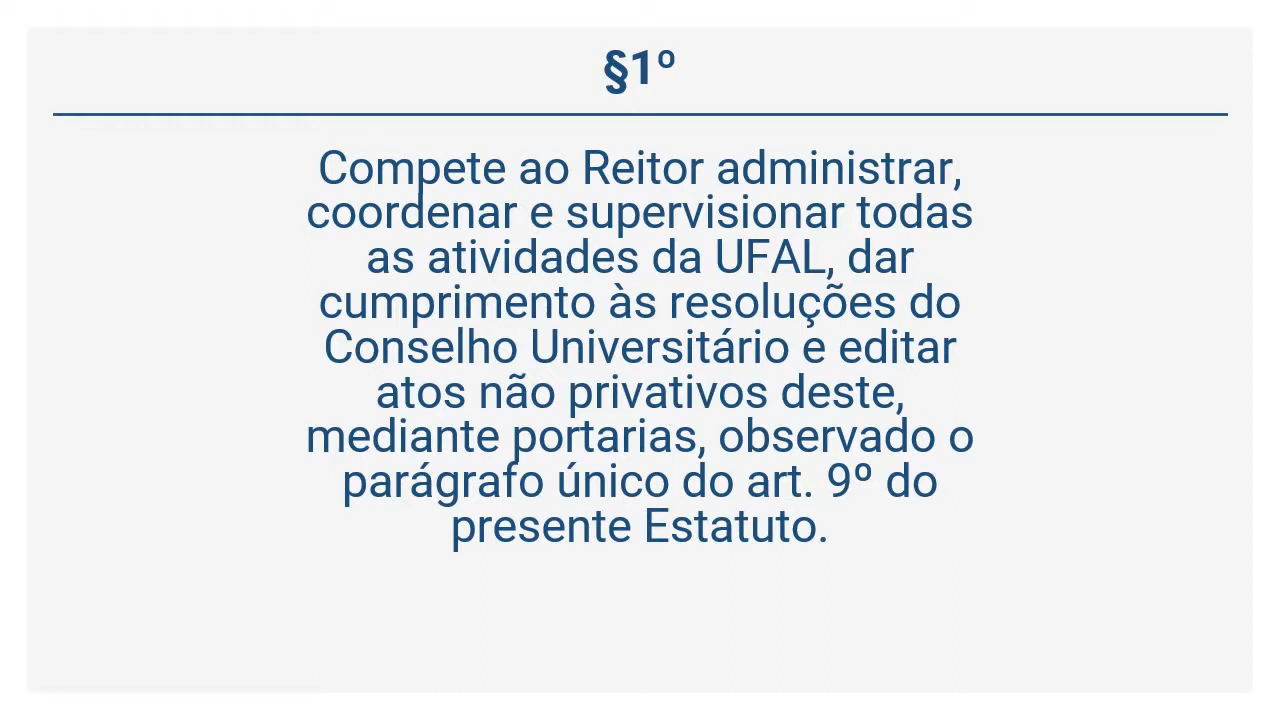 §1º
Compete ao Reitor administrar,
coordenar e supervisionar todas
as atividades da UFAL, dar
cumprimento às resoluções do
Conselho Universitário e editar
atos não privativos deste,
mediante portarias, observado o
parágrafo único do art. 9º do
presente Estatuto.